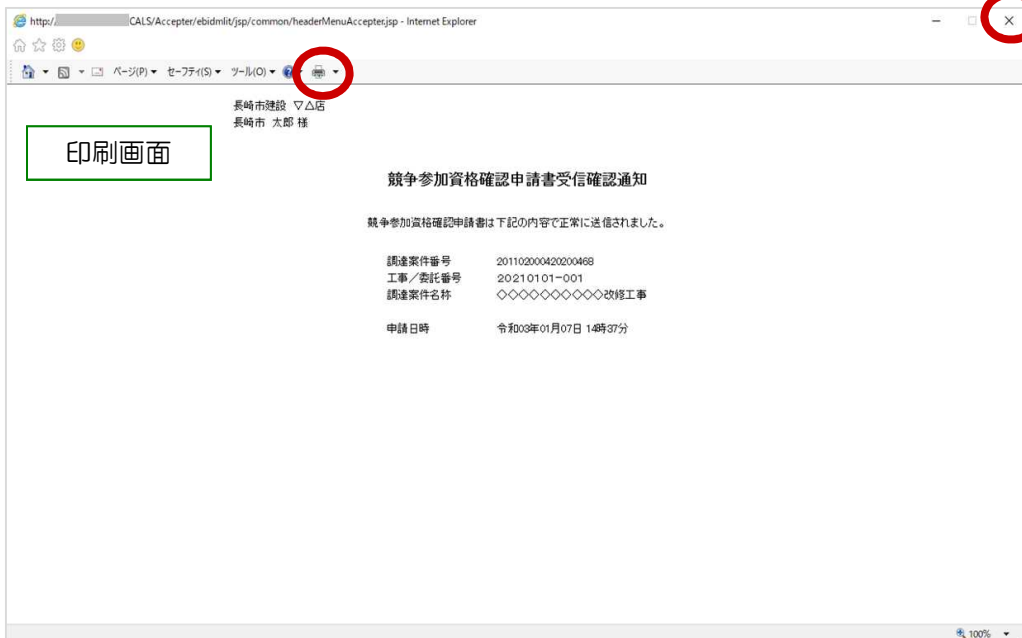 http:/ CALS/Accepter/ebidmlit/jsp/common/headerMenuAccepter.jsp - Internet Explorer
ページ(P) セーフティ(S) ツール(O)
長崎市建設 ▽△店
長崎市 太郎 様
印刷画面
競争参加資格確認申請書受信確認通知
競争参加資格確認申請書は下記の内容で正常に送信されました。
調達案件番号 201102000420200468
工事/委託番号 20210101-001
調達案件名称 ◇◇◇◇◇◇◇◇◇◇改修工事
申請日時 令和03年01月07日 14時37分
100%